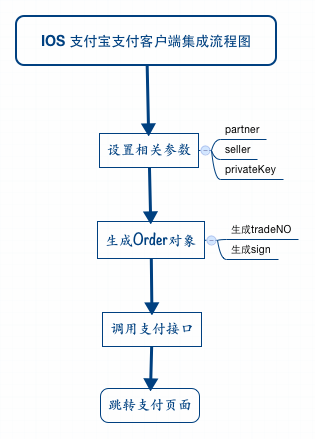 IOS 支付宝支付客户端集成流程图
设置相关参数
partner
seller
privateKey
生成Order对象
生成tradeNO
生成sign
调用支付接口
跳转支付页面